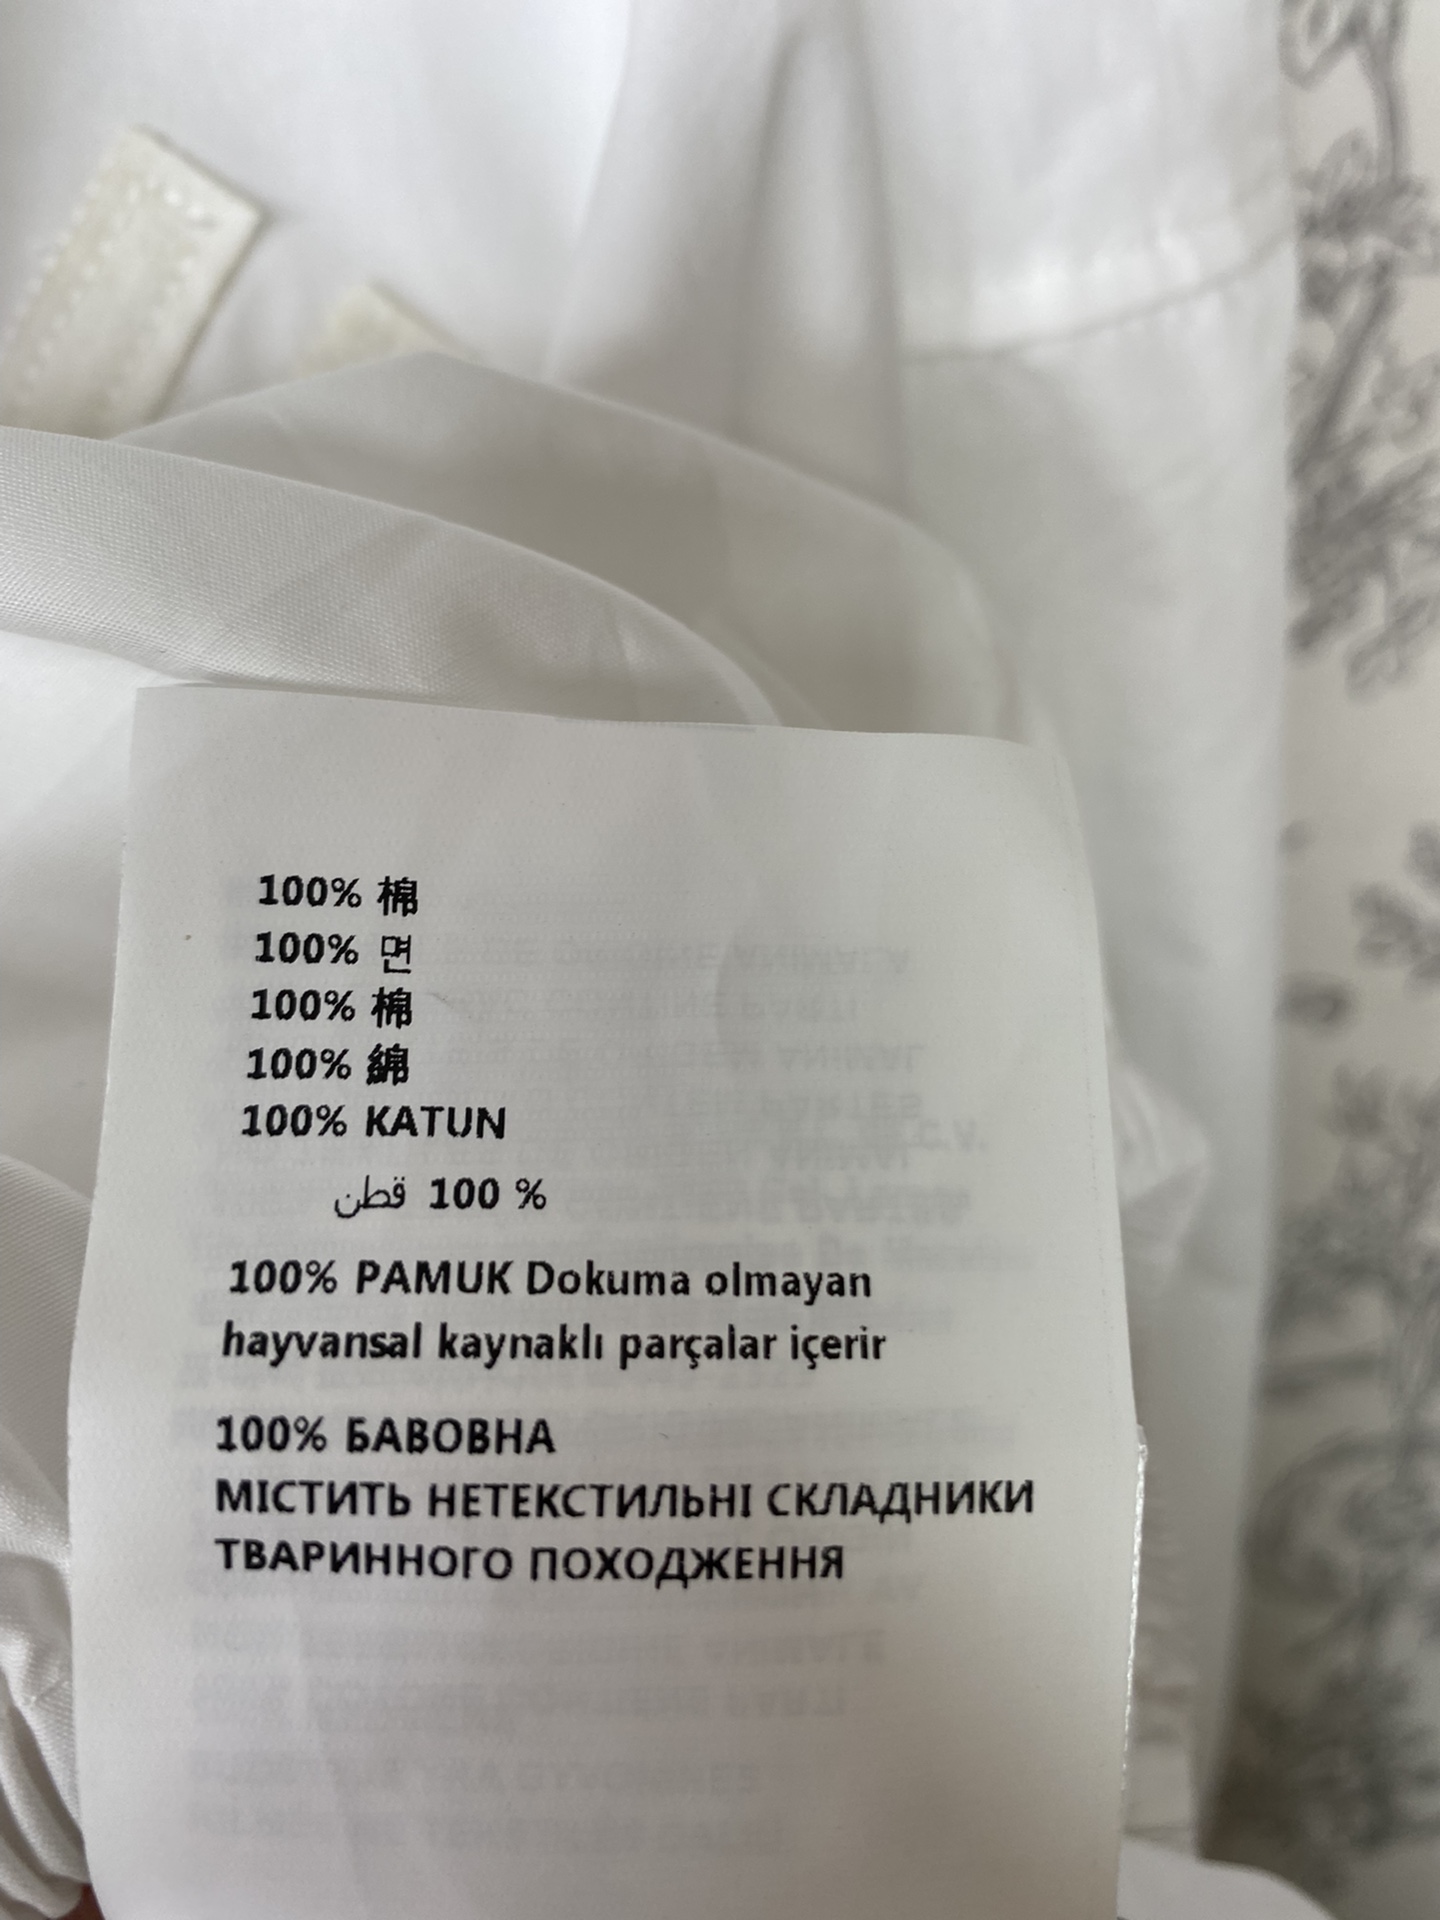 100% 棉
100% 면
100% 棉
100% 綿
100% KATUN
100 % قطن
100% PAMUK Dokuma olmayan
hayvansal kaynaklı parçalar içerir
100% БАВОВНА
МІСТИТЬ НЕТЕКСТИЛЬНІ СКЛАДНИКИ
ТВАРИННОГО ПОХОДЖЕННЯ